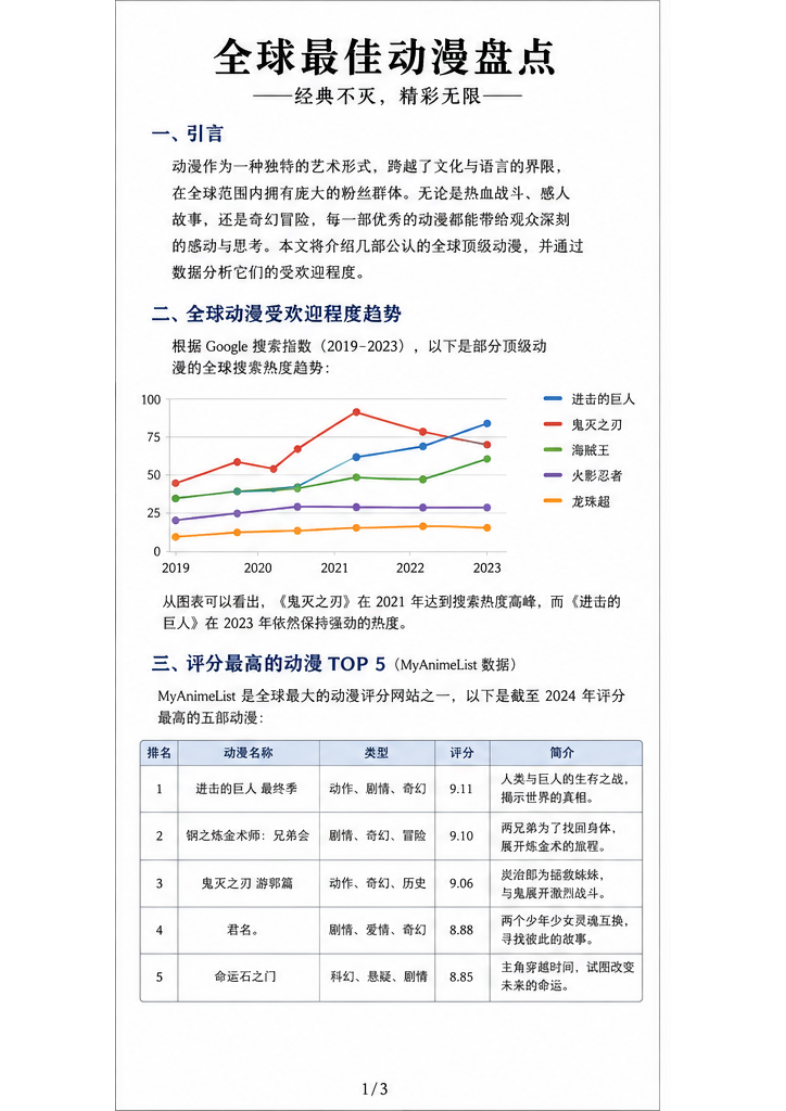 全球最佳动漫盘点
——经典不灭，精彩无限——
一、引言
动漫作为一种独特的艺术形式，跨越了文化与语言的界限，
在全球范围内拥有庞大的粉丝群体。无论是热血战斗、感人
故事，还是奇幻冒险，每一部优秀的动漫都能带给观众深刻
的感动与思考。本文将介绍几部公认的全球顶级动漫，并通过
数据分析它们的受欢迎程度。
二、全球动漫受欢迎程度趋势
根据 Google 搜索指数（2019-2023），以下是部分顶级动
漫的全球搜索热度趋势：
100
75
50
25
0
2019 2020 2021 2022 2023
进击的巨人
鬼灭之刃
海贼王
火影忍者
龙珠超
从图表可以看出，《鬼灭之刃》在 2021 年达到搜索热度高峰，而《进击的
巨人》在 2023 年依然保持强劲的热度。
三、评分最高的动漫 TOP 5（MyAnimeList 数据）
MyAnimeList 是全球最大的动漫评分网站之一，以下是截至 2024 年评分
最高的五部动漫：
排名 动漫名称 类型 评分 简介
1 进击的巨人 最终季 动作、剧情、奇幻 9.11 人类与巨人的生存之战，
揭示世界的真相。
2 钢之炼金术师：兄弟会 剧情、奇幻、冒险 9.10 两兄弟为了找回身体，
展开炼金术的旅程。
3 鬼灭之刃 游郭篇 动作、奇幻、历史 9.06 炭治郎为拯救妹妹，
与鬼展开激烈战斗。
4 君名。 剧情、爱情、奇幻 8.88 两个少年少女灵魂互换，
寻找彼此的故事。
5 命运石之门 科幻、悬疑、剧情 8.85 主角穿越时间，试图改变
未来的命运。
1/3